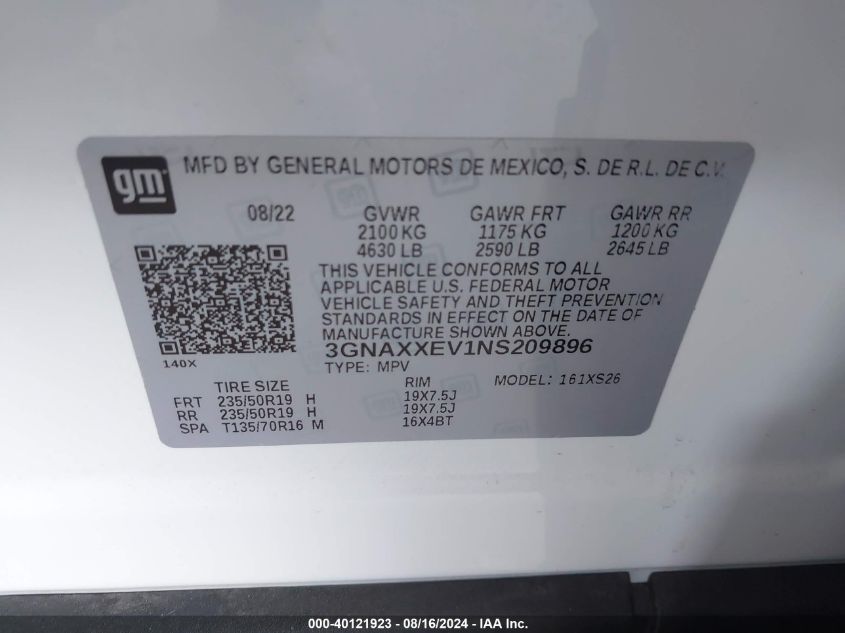 gm
MFD BY GENERAL MOTORS DE MEXICO, S. DE R.L. DE C.V.
08/22 GVWR GAWR FRT GAWR RR
2100 KG 1175 KG 1200 KG
4630 LB 2590 LB 2645 LB
THIS VEHICLE CONFORMS TO ALL
APPLICABLE U.S. FEDERAL MOTOR
VEHICLE SAFETY AND THEFT PREVENTION
STANDARDS IN EFFECT ON THE DATE OF
MANUFACTURE SHOWN ABOVE.
3GNAXXEV1NS209896
140X
TYPE: MPV MODEL: 161XS26
TIRE SIZE RIM
FRT 235/50R19 H 19X7.5J
RR 235/50R19 H 19X7.5J
SPA T135/70R16 M 16X4BT
000-40121923 - 08/16/2024 - IAA Inc.